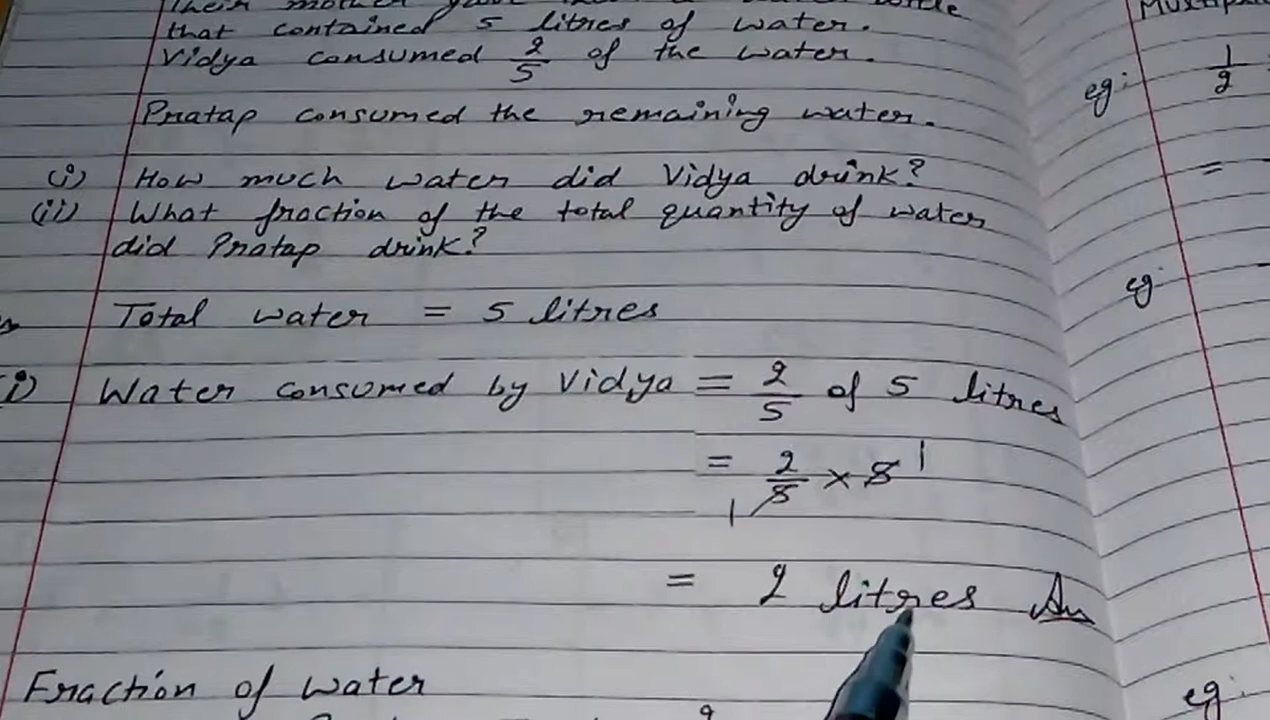 that contained 5 litres of water.
Vidya consumed 2/5 of the water.
Pratap consumed the remaining water.
(i) How much water did Vidya drink?
(ii) What fraction of the total quantity of water
did Pratap drink?
Total water = 5 litres
(i) Water consumed by Vidya = 2/5 of 5 litres
= 2/5 1 × 5 1
= 2 litres Ans
Fraction of water
eg: 1/2
=
eg:
eg: